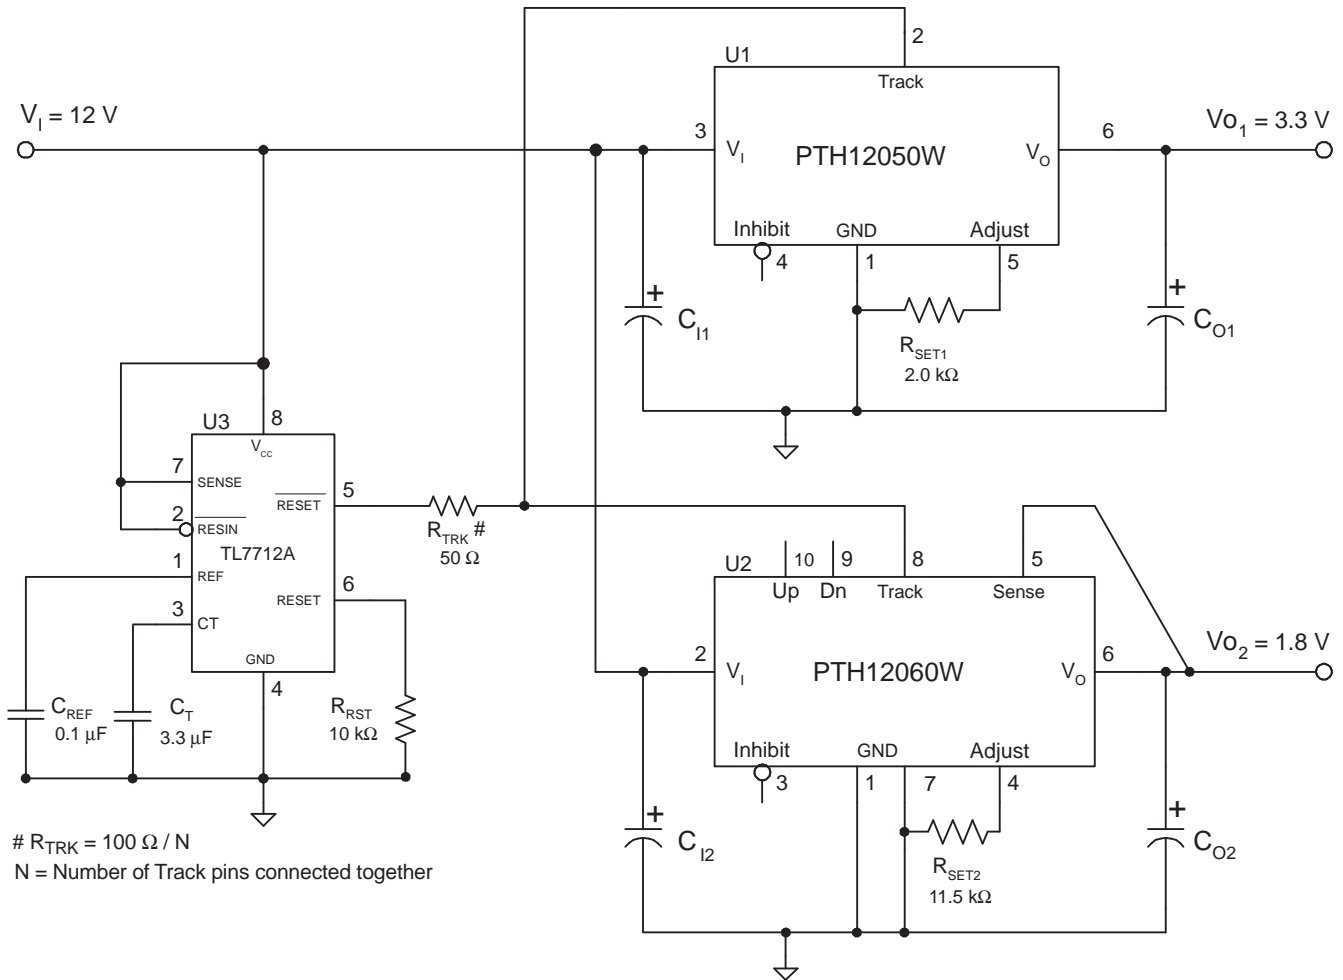 2
U1
Track
V_I = 12 V
3
V_I
PTH12050W
V_O
6
Vo_1 = 3.3 V
Inhibit
GND
Adjust
4
1
5
+
C_I1
R_SET1
2.0 kΩ
+
C_O1
U3
8
V_cc
7
SENSE
2
RESIN
TL7712A
1
REF
3
CT
RESET
5
RESET
6
GND
4
R_TRK #
50 Ω
C_REF
0.1 μF
C_T
3.3 μF
R_RST
10 kΩ
U2
10
9
8
5
Up
Dn
Track
Sense
2
V_I
PTH12060W
V_O
6
Vo_2 = 1.8 V
Inhibit
GND
Adjust
3
1
7
4
+
C_I2
R_SET2
11.5 kΩ
+
C_O2
# R_TRK = 100 Ω / N
N = Number of Track pins connected together